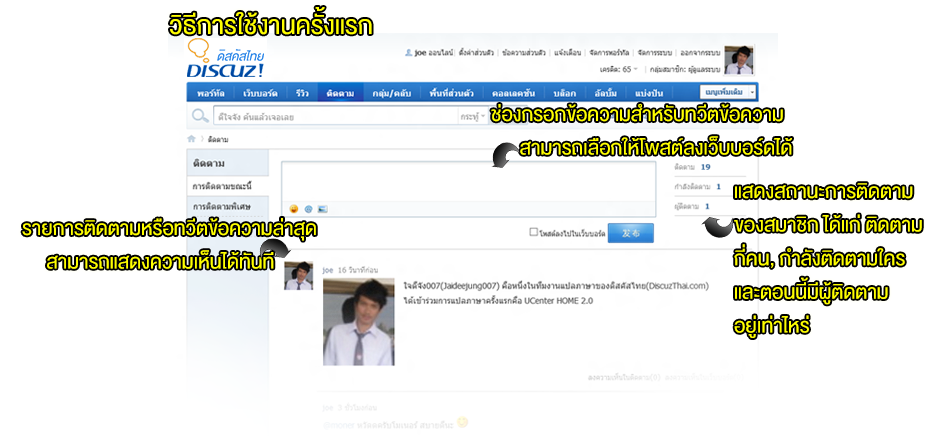 วิธีการใช้งานครั้งแรก
ดิสคัสไทย
DISCUZ!
joe ออนไลน์ | ตั้งค่าส่วนตัว | ข้อความส่วนตัว | แจ้งเตือน | จัดการพอร์ทัล | จัดการระบบ | ออกจากระบบ
เครดิต: 65 | กลุ่มสมาชิก: ผู้ดูแลระบบ
พอร์ทัล เว็บบอร์ด รีวิว ติดตาม กลุ่ม/คลับ พื้นที่ส่วนตัว คอลเลคชัน บล็อก อัลบั้ม แบ่งปัน เมนูเพิ่มเติม
ดีใจจัง ค้นแล้วเจอเลย กระทู้
ช่องกรอกข้อความสำหรับทวีตข้อความ
สามารถเลือกให้โพสต์ลงเว็บบอร์ดได้
ติดตาม
ติดตาม
การติดตามขณะนี้
การติดตามพิเศษ
ติดตาม 19
กำลังติดตาม 1
ผู้ติดตาม 1
แสดงสถานะการติดตาม
ของสมาชิก ได้แก่ ติดตาม
กี่คน, กำลังติดตามใคร
และตอนนี้มีผู้ติดตาม
อยู่เท่าไหร่
รายการติดตามหรือทวีตข้อความล่าสุด
สามารถแสดงความเห็นได้ทันที
โพสต์ลงไปในเว็บบอร์ด 发布
joe 16 วินาทีก่อน
ใจดีจัง007(Jaideejung007) คือหนึ่งในทีมงานแปลภาษาของดิสคัสไทย(DiscuzThai.com)
ได้เข้าร่วมการแปลภาษาครั้งแรกคือ UCenter HOME 2.0
joe 3 ชั่วโมงก่อน